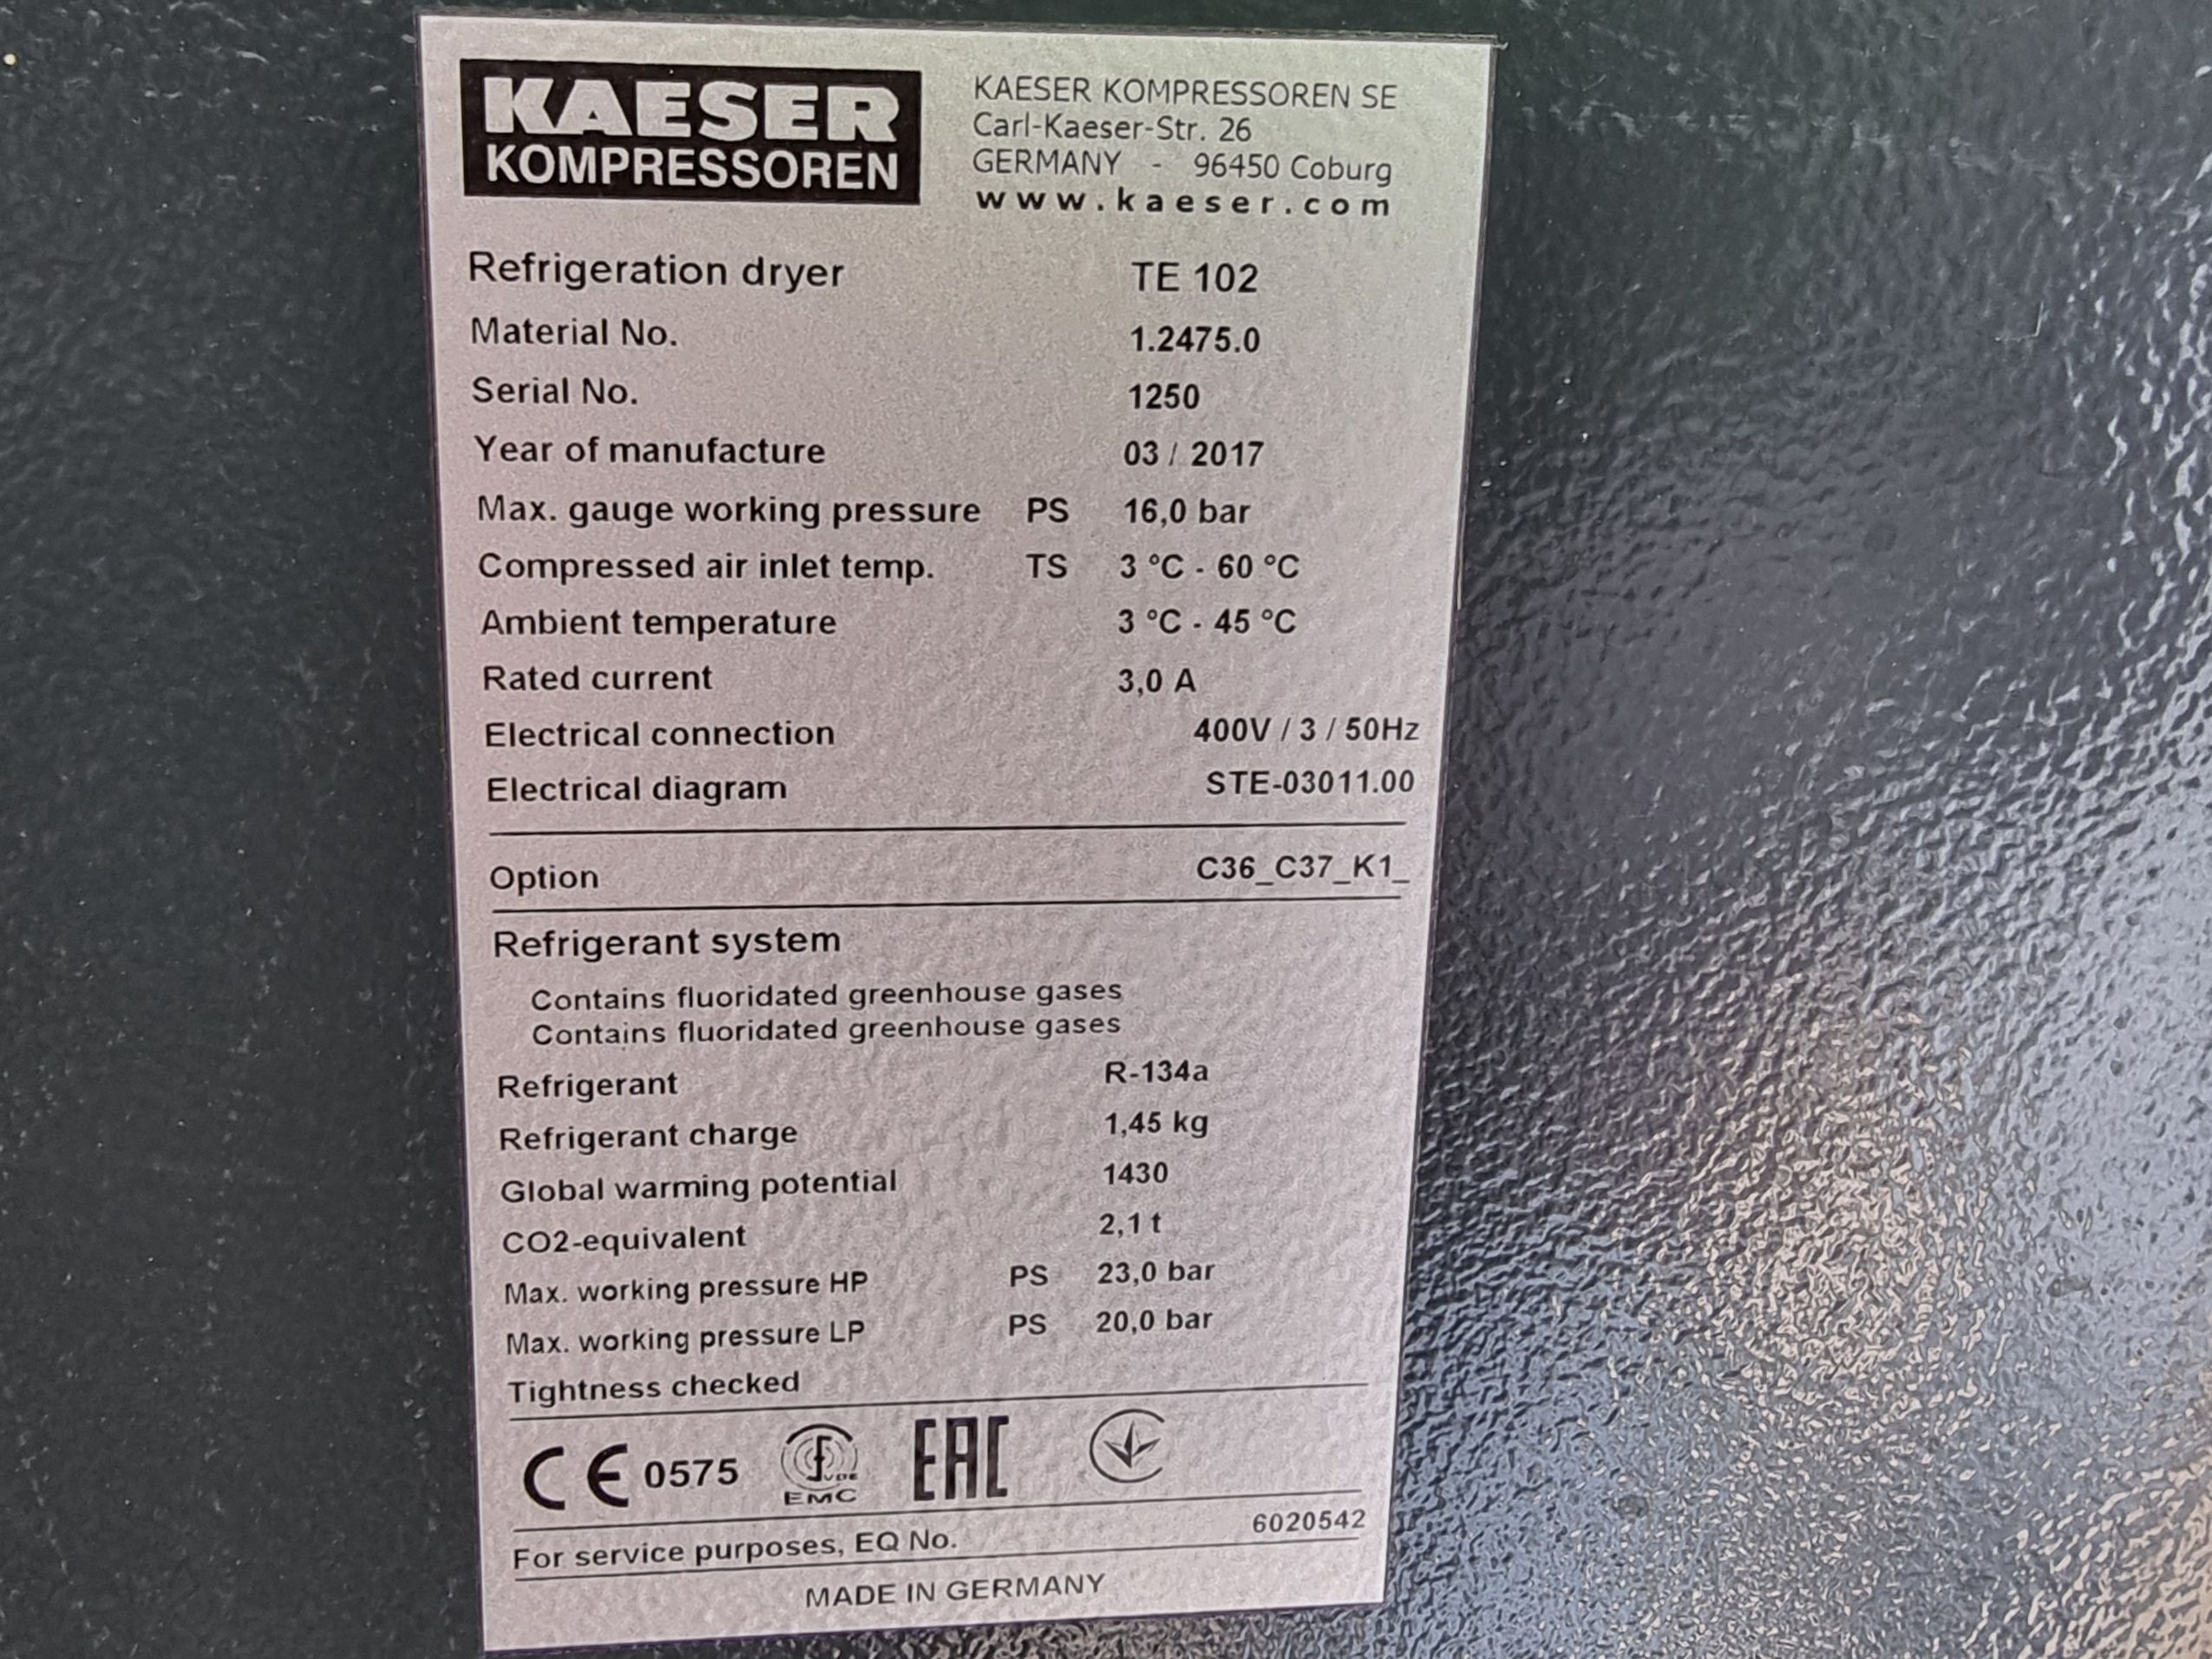 KAESER
KOMPRESSOREN
KAESER KOMPRESSOREN SE
Carl-Kaeser-Str. 26
GERMANY - 96450 Coburg
www.kaeser.com
Refrigeration dryer TE 102
Material No. 1.2475.0
Serial No. 1250
Year of manufacture 03 / 2017
Max. gauge working pressure PS 16,0 bar
Compressed air inlet temp. TS 3 °C - 60 °C
Ambient temperature 3 °C - 45 °C
Rated current 3,0 A
Electrical connection 400V / 3 / 50Hz
Electrical diagram STE-03011.00
Option C36_C37_K1_
Refrigerant system
Contains fluoridated greenhouse gases
Contains fluoridated greenhouse gases
Refrigerant R-134a
Refrigerant charge 1,45 kg
Global warming potential 1430
CO2-equivalent 2,1 t
Max. working pressure HP PS 23,0 bar
Max. working pressure LP PS 20,0 bar
Tightness checked
CE 0575 VDE EMC EAC
For service purposes, EQ No. 6020542
MADE IN GERMANY